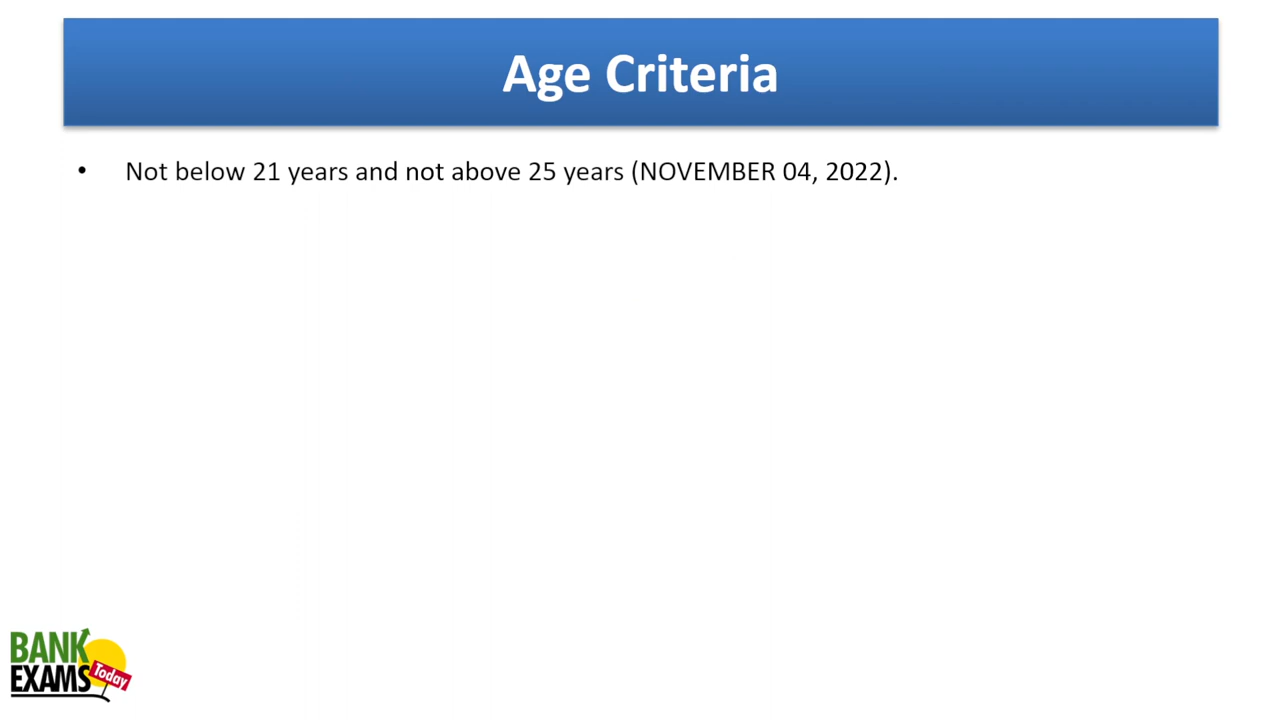 Age Criteria
• Not below 21 years and not above 25 years (NOVEMBER 04, 2022).
BANK
EXAMS Today